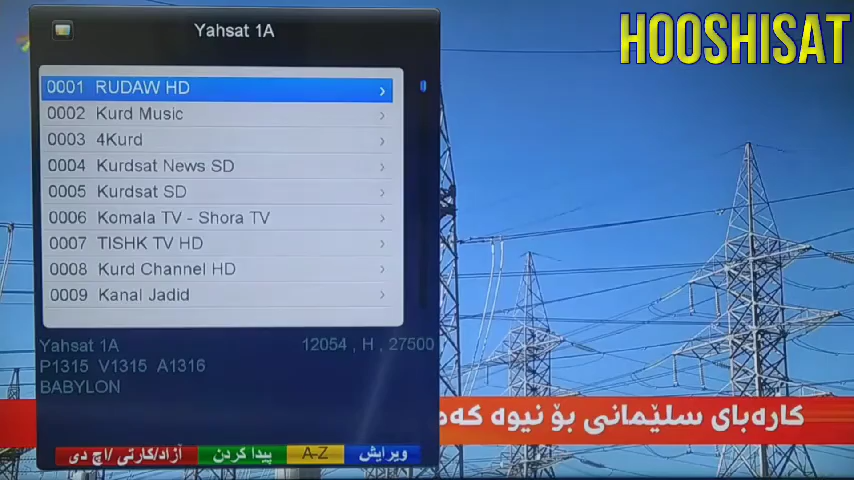 HOOSHISAT
Yahsat 1A
0001 RUDAW HD
0002 Kurd Music
0003 4Kurd
0004 Kurdsat News SD
0005 Kurdsat SD
0006 Komala TV - Shora TV
0007 TISHK TV HD
0008 Kurd Channel HD
0009 Kanal Jadid
Yahsat 1A 12054 , H , 27500
P1315 V1315 A1316
BABYLON
کارەبای سلێمانی بۆ نیوە کەم
آزاد/کارتی /اچ دی پیدا کردن A-Z ویرایش